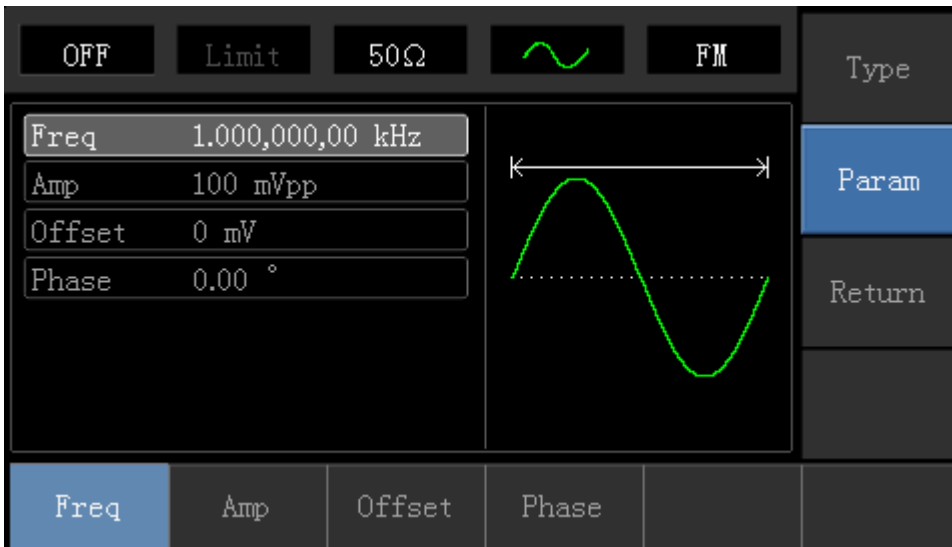 OFF Limit 50Ω FM
Type
Freq 1.000,000,00 kHz
Param
Amp 100 mVpp
Offset 0 mV
Phase 0.00 °
Return
Freq Amp Offset Phase